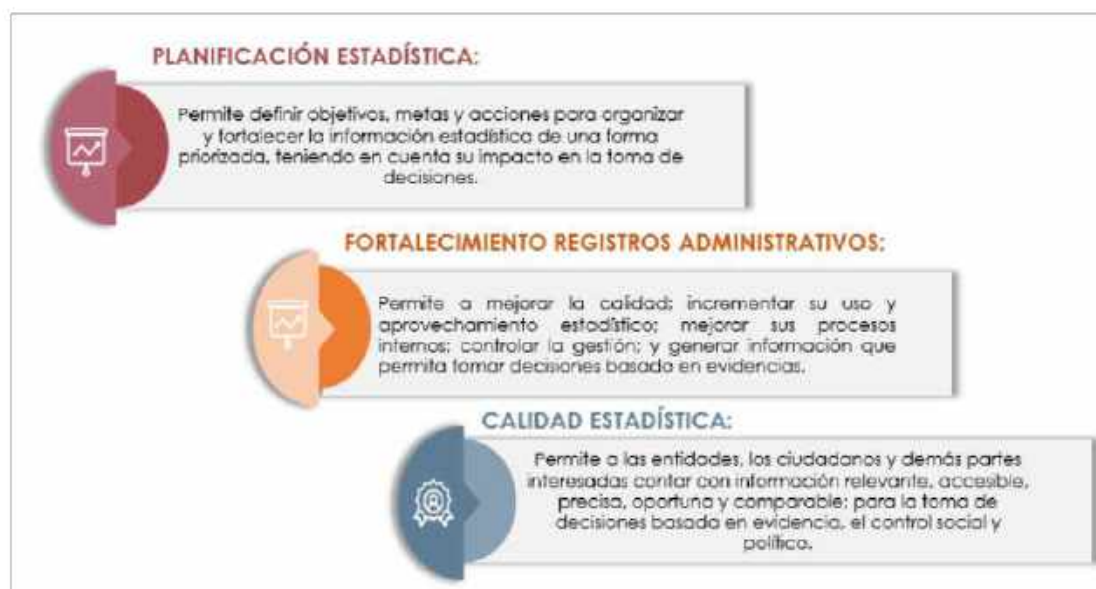 PLANIFICACIÓN ESTADÍSTICA:
Permite definir objetivos, metas y acciones para organizar
y fortalecer la información estadística de una forma
priorizada, teniendo en cuenta su impacto en la toma de
decisiones.
FORTALECIMIENTO REGISTROS ADMINISTRATIVOS:
Permite a mejorar la calidad; incrementar su uso y
aprovechamiento estadístico; mejorar sus procesos
internos; controlar la gestión; y generar información que
permita tomar decisiones basada en evidencias.
CALIDAD ESTADÍSTICA:
Permite a las entidades, los ciudadanos y demás partes
interesadas contar con información relevante, accesible,
precisa, oportuna y comparable; para la toma de
decisiones basada en evidencia, el control social y
político.